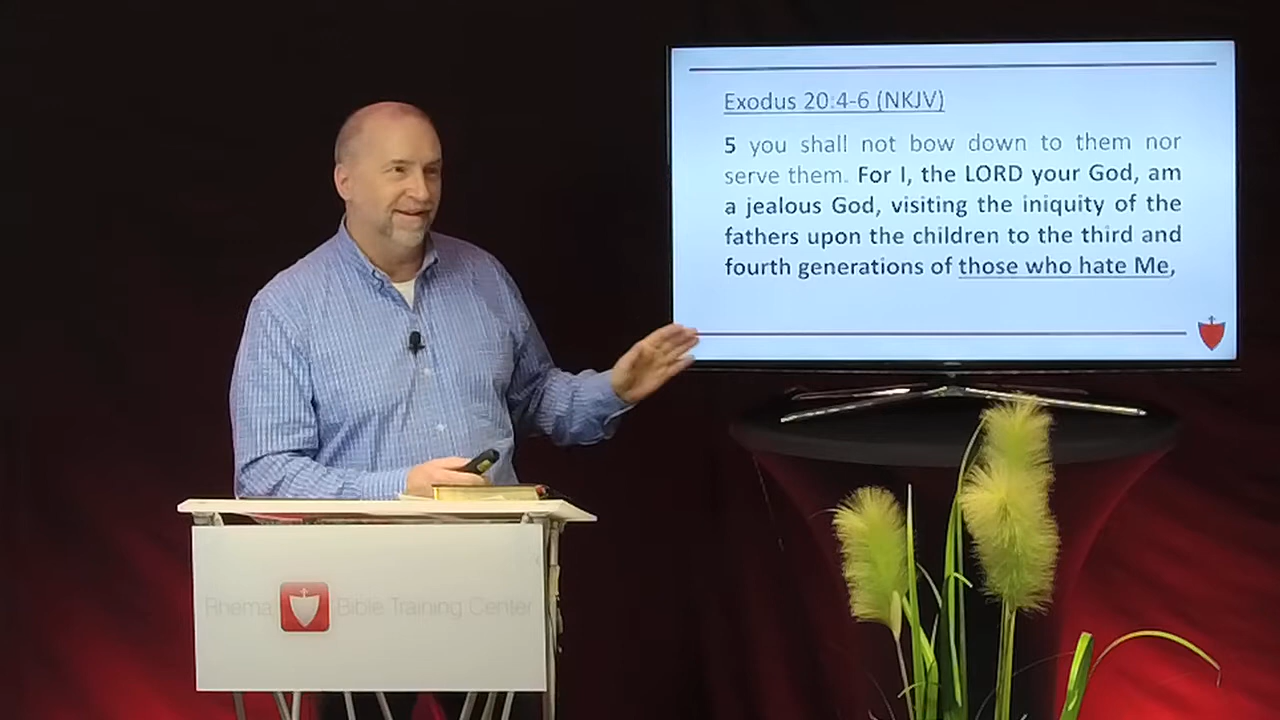 Exodus 20:4-6 (NKJV)
5 you shall not bow down to them nor
serve them. For I, the LORD your God, am
a jealous God, visiting the iniquity of the
fathers upon the children to the third and
fourth generations of those who hate Me,
Rhema Bible Training Center